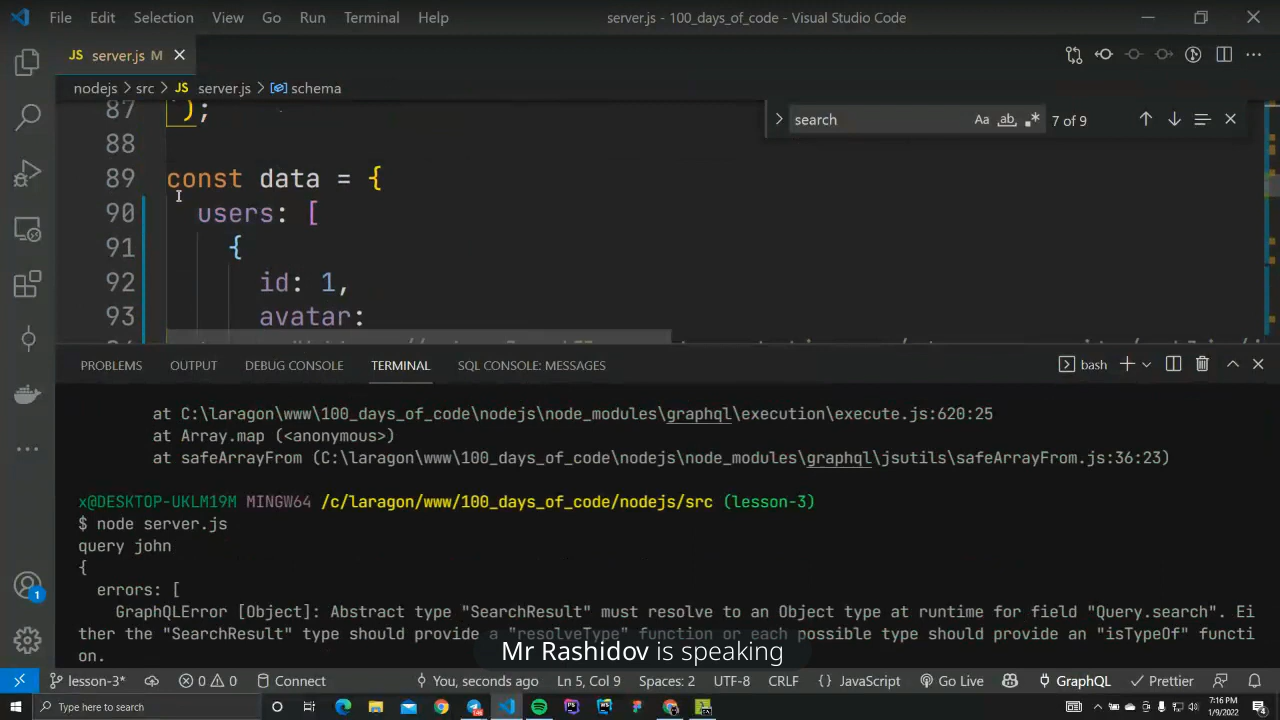 File Edit Selection View Go Run Terminal Help server.js - 100_days_of_code - Visual Studio Code
JS server.js M
nodejs > src > JS server.js > schema
search Aa ab 7 of 9
87 `);
88
89 const data = {
90 users: [
91 {
92 id: 1,
93 avatar:
PROBLEMS OUTPUT DEBUG CONSOLE TERMINAL SQL CONSOLE: MESSAGES bash
at C:\laragon\www\100_days_of_code\nodejs\node_modules\graphql\execution\execute.js:620:25
at Array.map (<anonymous>)
at safeArrayFrom (C:\laragon\www\100_days_of_code\nodejs\node_modules\graphql\jsutils\safeArrayFrom.js:36:23)
x@DESKTOP-UKLM19M MINGW64 /c/laragon/www/100_days_of_code/nodejs/src (lesson-3)
$ node server.js
query john
{
errors: [
GraphQLError [Object]: Abstract type "SearchResult" must resolve to an Object type at runtime for field "Query.search". Ei
ther the "SearchResult" type should provide a "resolveType" function or each possible type should provide an "isTypeOf" functi
on.
Mr Rashidov is speaking
1
lesson-3* 0 0 Connect You, seconds ago Ln 5, Col 9 Spaces: 2 UTF-8 CRLF {} JavaScript Go Live GraphQL Prettier
Type here to search 7:16 PM
1/9/2022
4